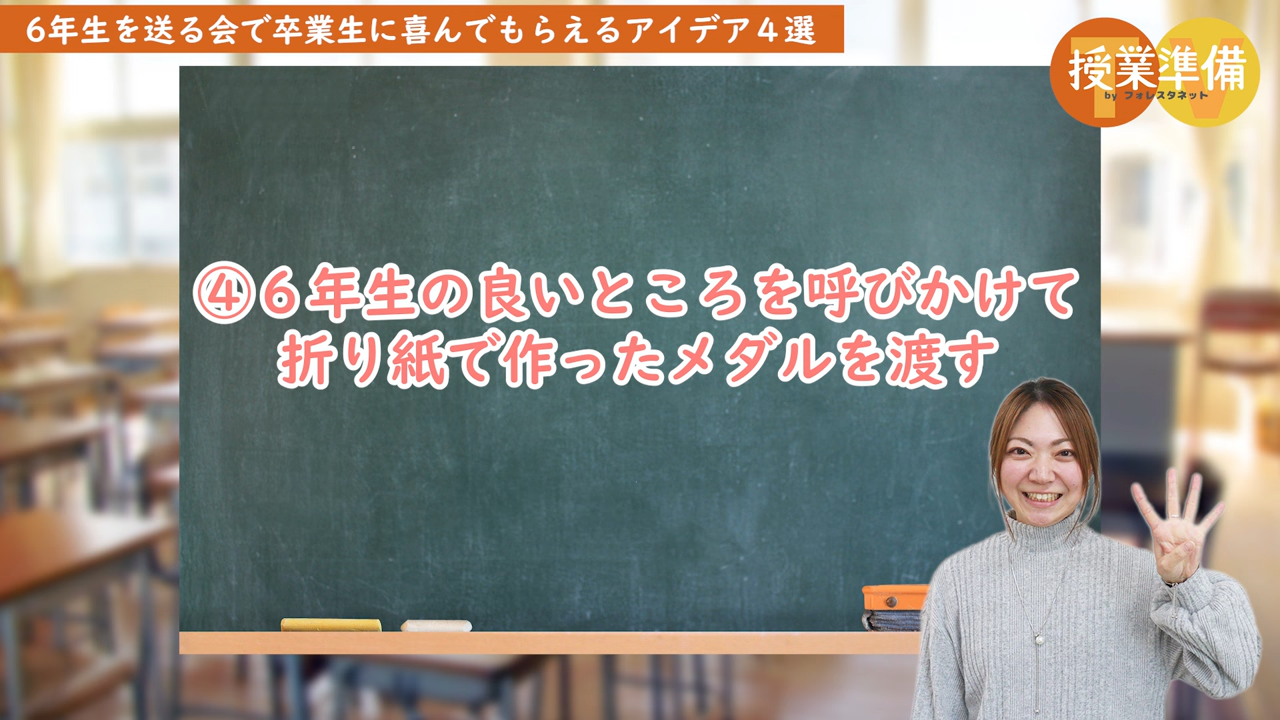 6年生を送る会で卒業生に喜んでもらえるアイデア４選
授業準備
by フォレスタネット
TV
④６年生の良いところを呼びかけて
折り紙で作ったメダルを渡す